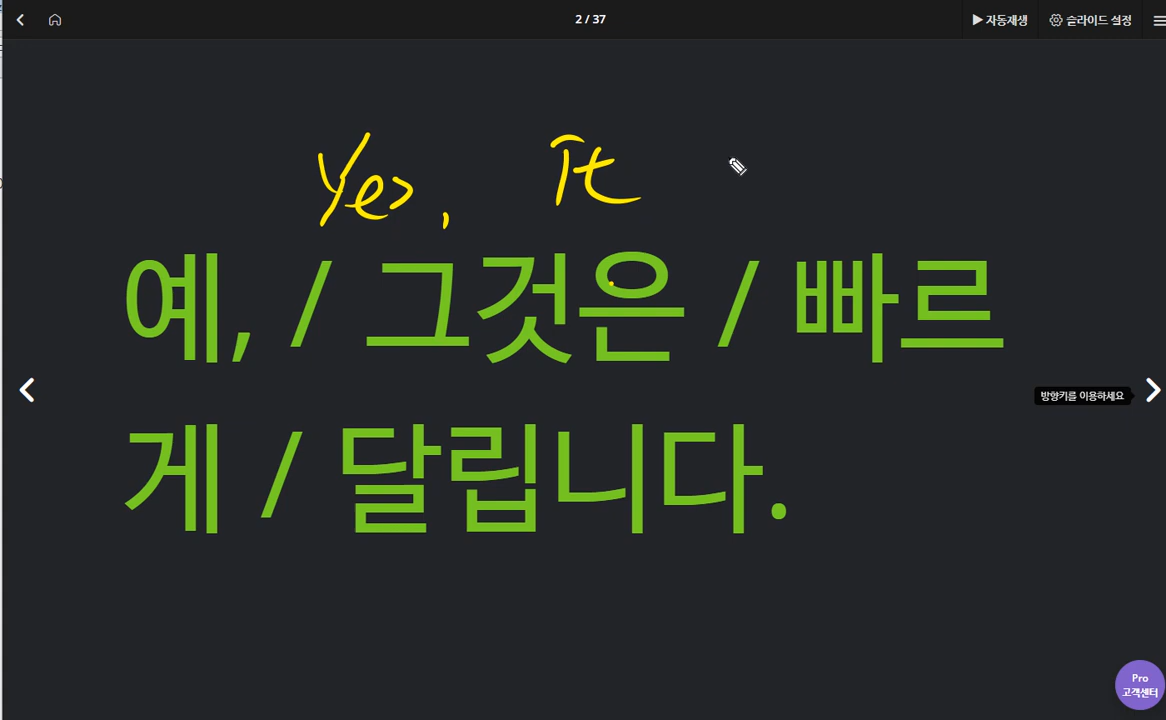 2 / 37
▶ 자동재생
슬라이드 설정
Yes, It
예, / 그것은 / 빠르
게 / 달립니다.
방향키를 이용하세요
Pro
고객센터